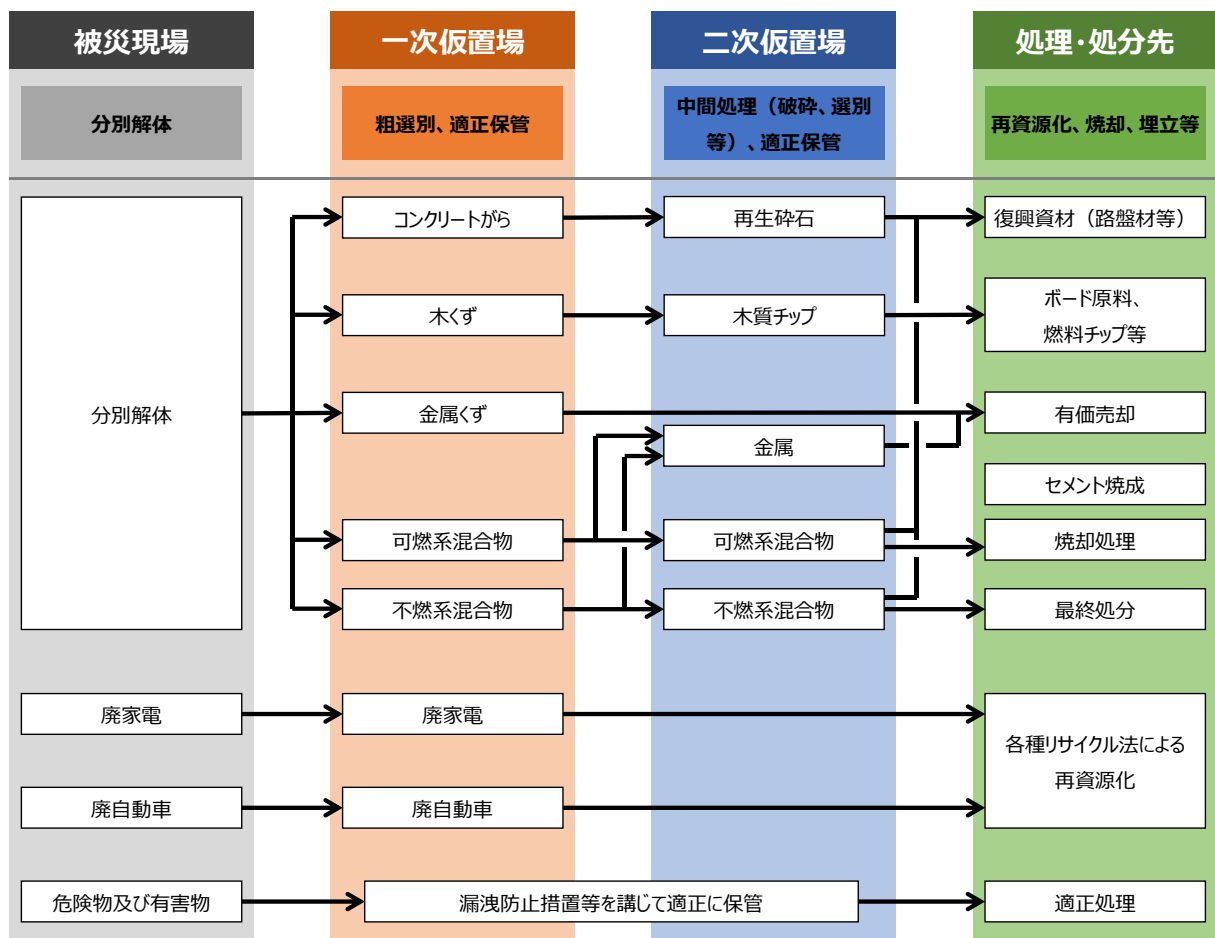 被災現場
一次仮置場
二次仮置場
処理・処分先
分別解体
粗選別、適正保管
中間処理（破砕、選別
等）、適正保管
再資源化、焼却、埋立等
分別解体
コンクリートがら
再生砕石
復興資材（路盤材等）
木くず
木質チップ
ボード原料、
燃料チップ等
金属くず
金属
有価売却
セメント焼成
可燃系混合物
可燃系混合物
焼却処理
不燃系混合物
不燃系混合物
最終処分
廃家電
廃家電
各種リサイクル法による
再資源化
廃自動車
廃自動車
危険物及び有害物
漏洩防止措置等を講じて適正に保管
適正処理